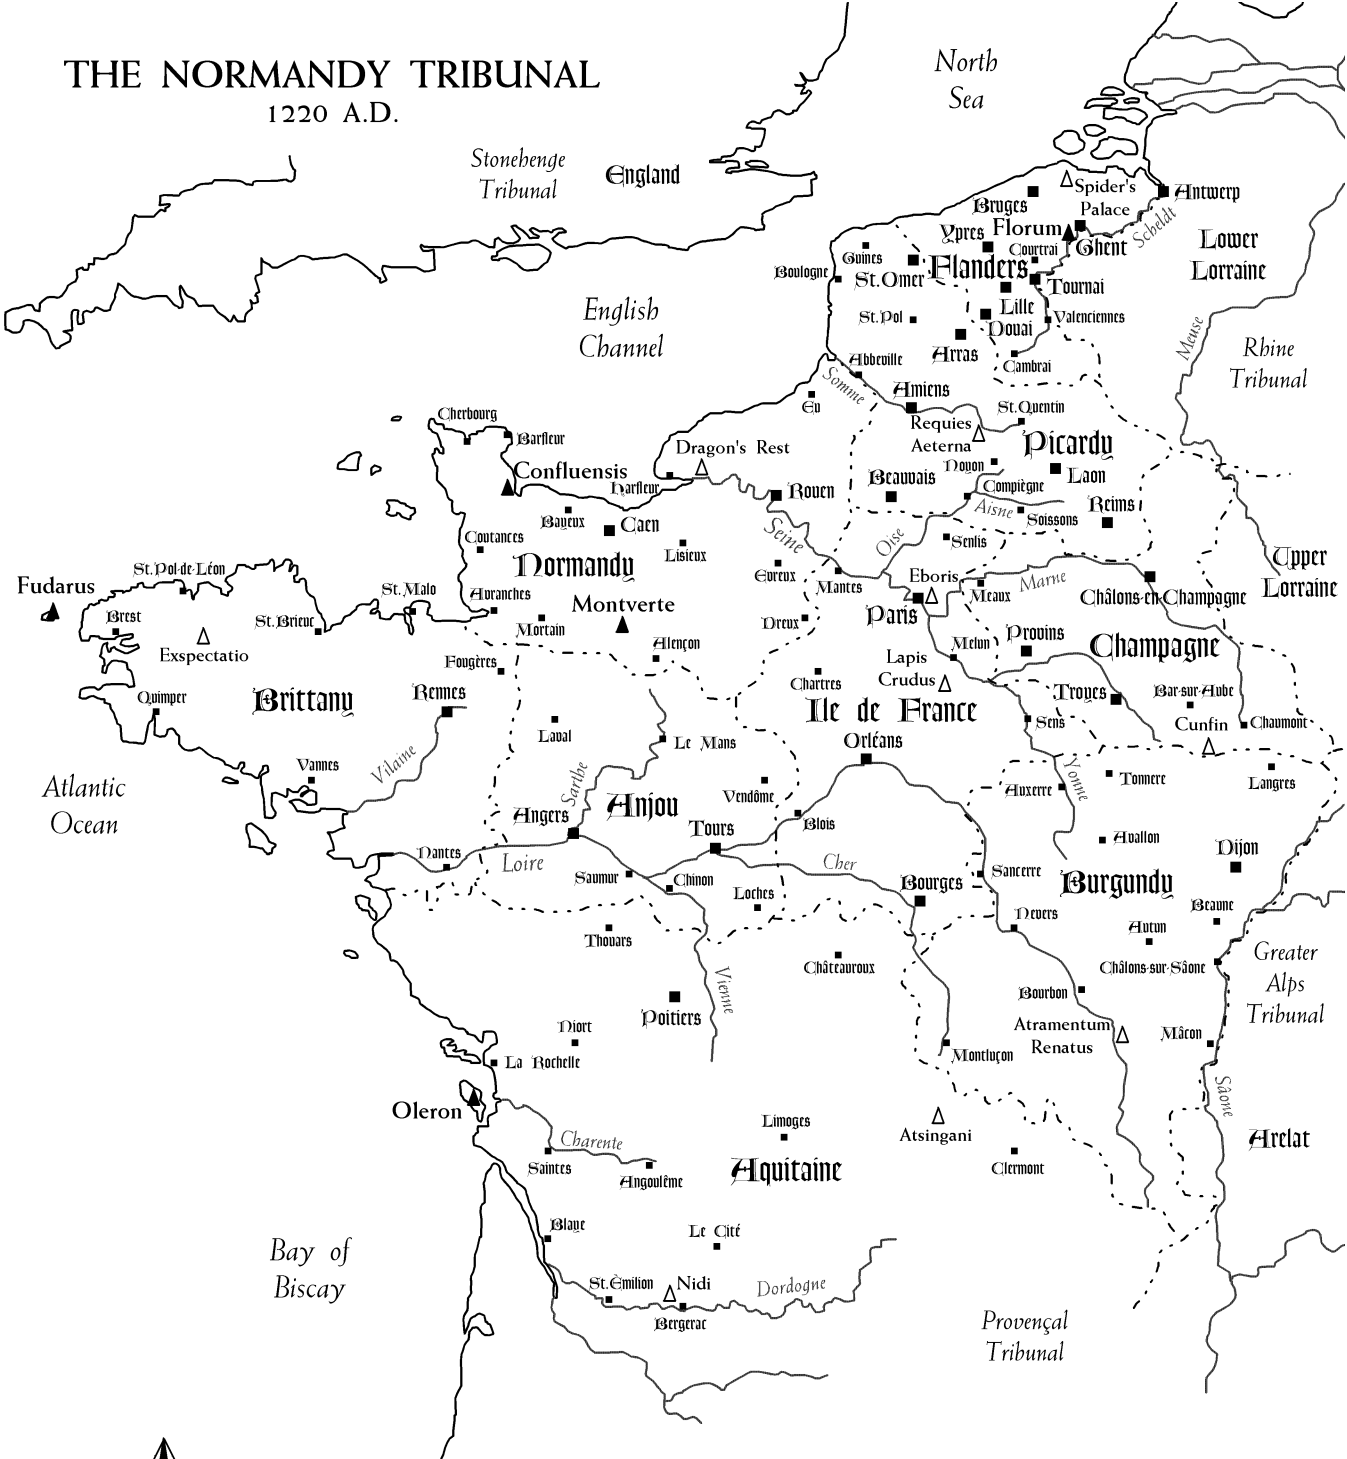 THE NORMANDY TRIBUNAL
1220 A.D.
North
Sea
Stonehenge
Tribunal
England
Spider's
Palace
Antwerp
Bruges
Ypres
Florum
Ghent
Scheldt
Courtrai
Lower
Lorraine
Guines
Boulogne
St.Omer
Flanders
Tournai
Lille
English
Channel
St.Pol
Douai
Valenciennes
Arras
Cambrai
Meuse
Rhine
Tribunal
Abbeville
Somme
Amiens
Eu
St.Quentin
Requies
Aeterna
Picardy
Cherbourg
Barfleur
Dragon's Rest
Noyon
Laon
Confluensis
Harfleur
Rouen
Beauvais
Compiègne
Aisne
Soissons
Reims
Bayeux
Caen
Seine
Oise
Senlis
Coutances
Lisieux
Normandy
Evreux
Mantes
Eboris
Meaux
Marne
Upper
Lorraine
Châlons-en-Champagne
St.Pol-de-Léon
Fudarus
Brest
St.Malo
Avranches
Montverte
Paris
St.Brieuc
Mortain
Dreux
Exspectatio
Alençon
Melun
Provins
Champagne
Fougères
Lapis
Crudus
Chartres
Quimper
Brittany
Rennes
Troyes
Bar-sur-Aube
Ile de France
Sens
Cunfin
Chaumont
Laval
Le Mans
Orléans
Vannes
Vilaine
Sarthe
Yonne
Tonnere
Langres
Atlantic
Ocean
Auxerre
Vendôme
Anjou
Angers
Tours
Blois
Avallon
Dijon
Nantes
Loire
Cher
Saumur
Chinon
Loches
Bourges
Sancerre
Burgundy
Beaune
Nevers
Autun
Thouars
Châteauroux
Châlons-sur-Sâone
Greater
Alps
Tribunal
Vienne
Bourbon
Poitiers
Niort
Atramentum
Renatus
Mâcon
La Rochelle
Montluçon
Sâone
Oleron
Limoges
Atsingani
Arelat
Charente
Saintes
Angoulême
Aquitaine
Clermont
Blaye
Le Cité
Bay of
Biscay
St.Èmilion
Nidi
Dordogne
Bergerac
Provençal
Tribunal